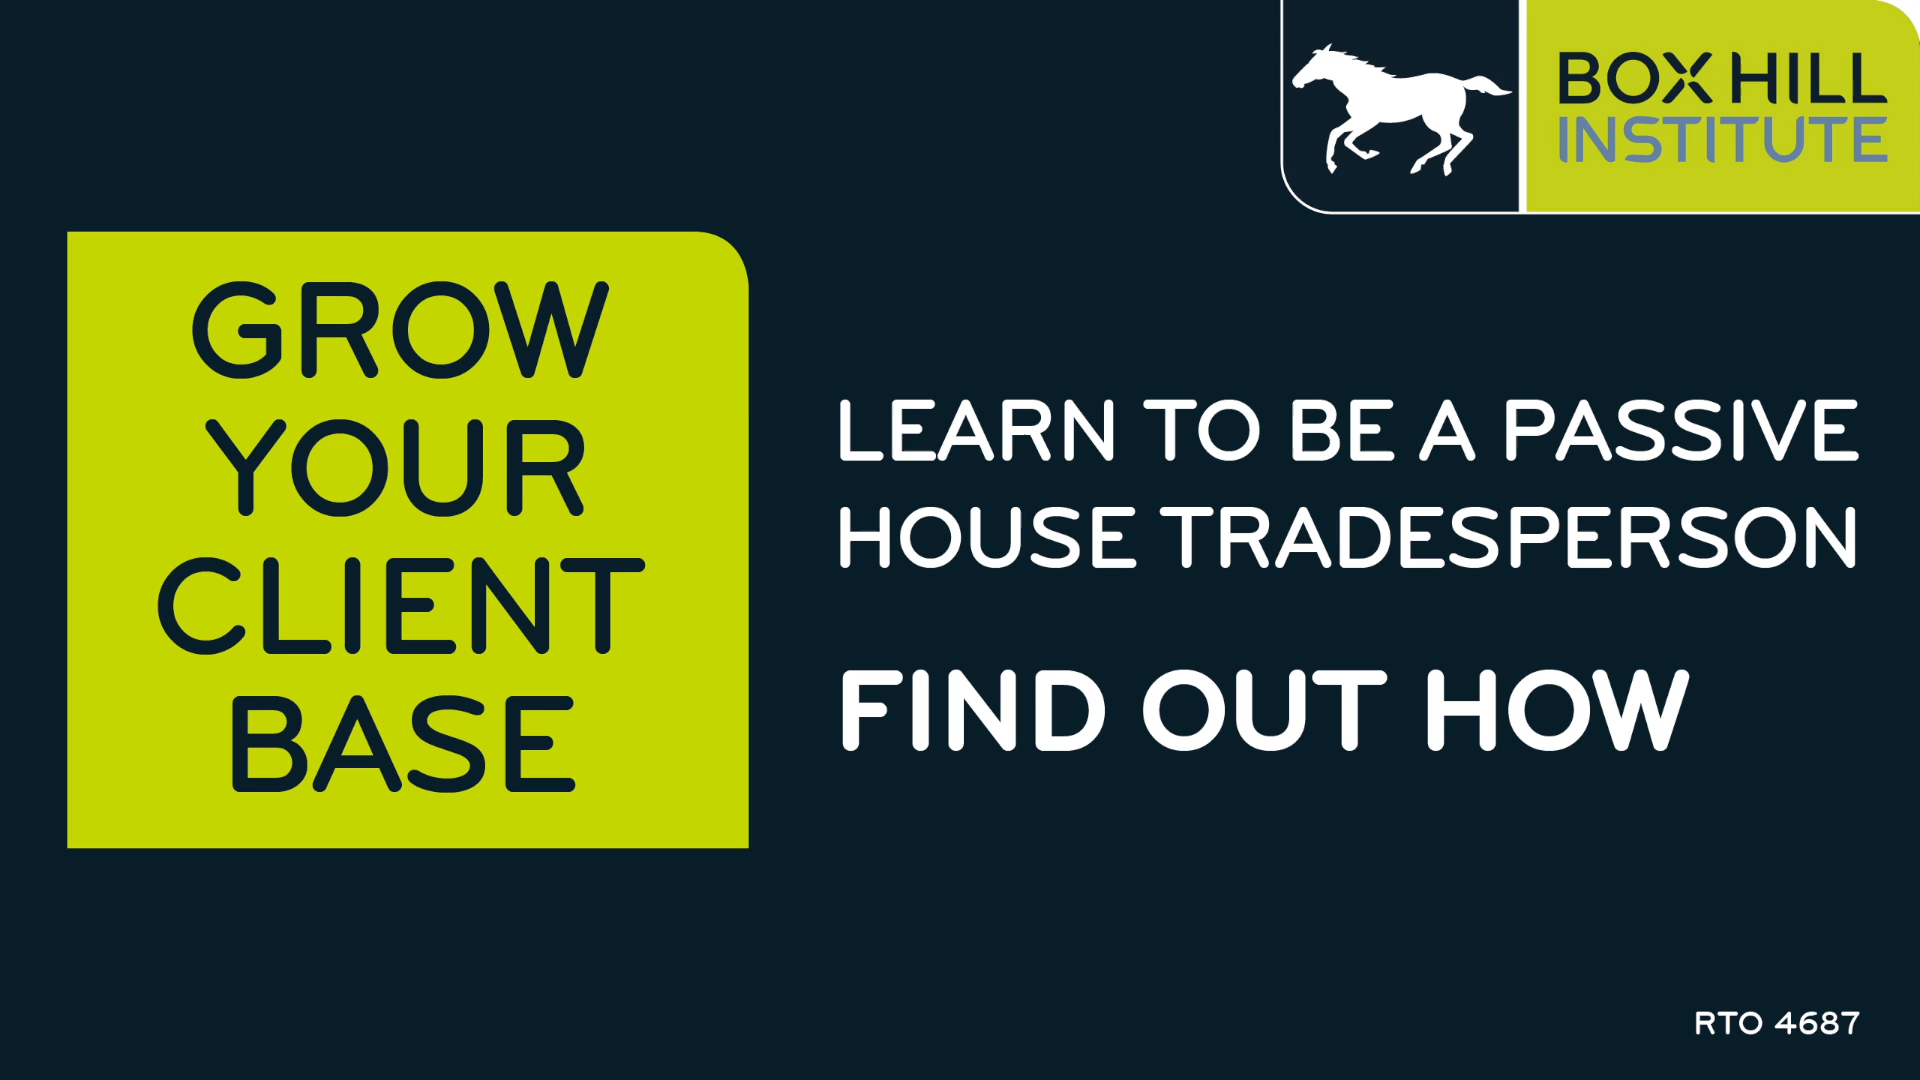 BOX HILL
INSTITUTE
GROW
YOUR
CLIENT
BASE
LEARN TO BE A PASSIVE
HOUSE TRADESPERSON
FIND OUT HOW
RTO 4687